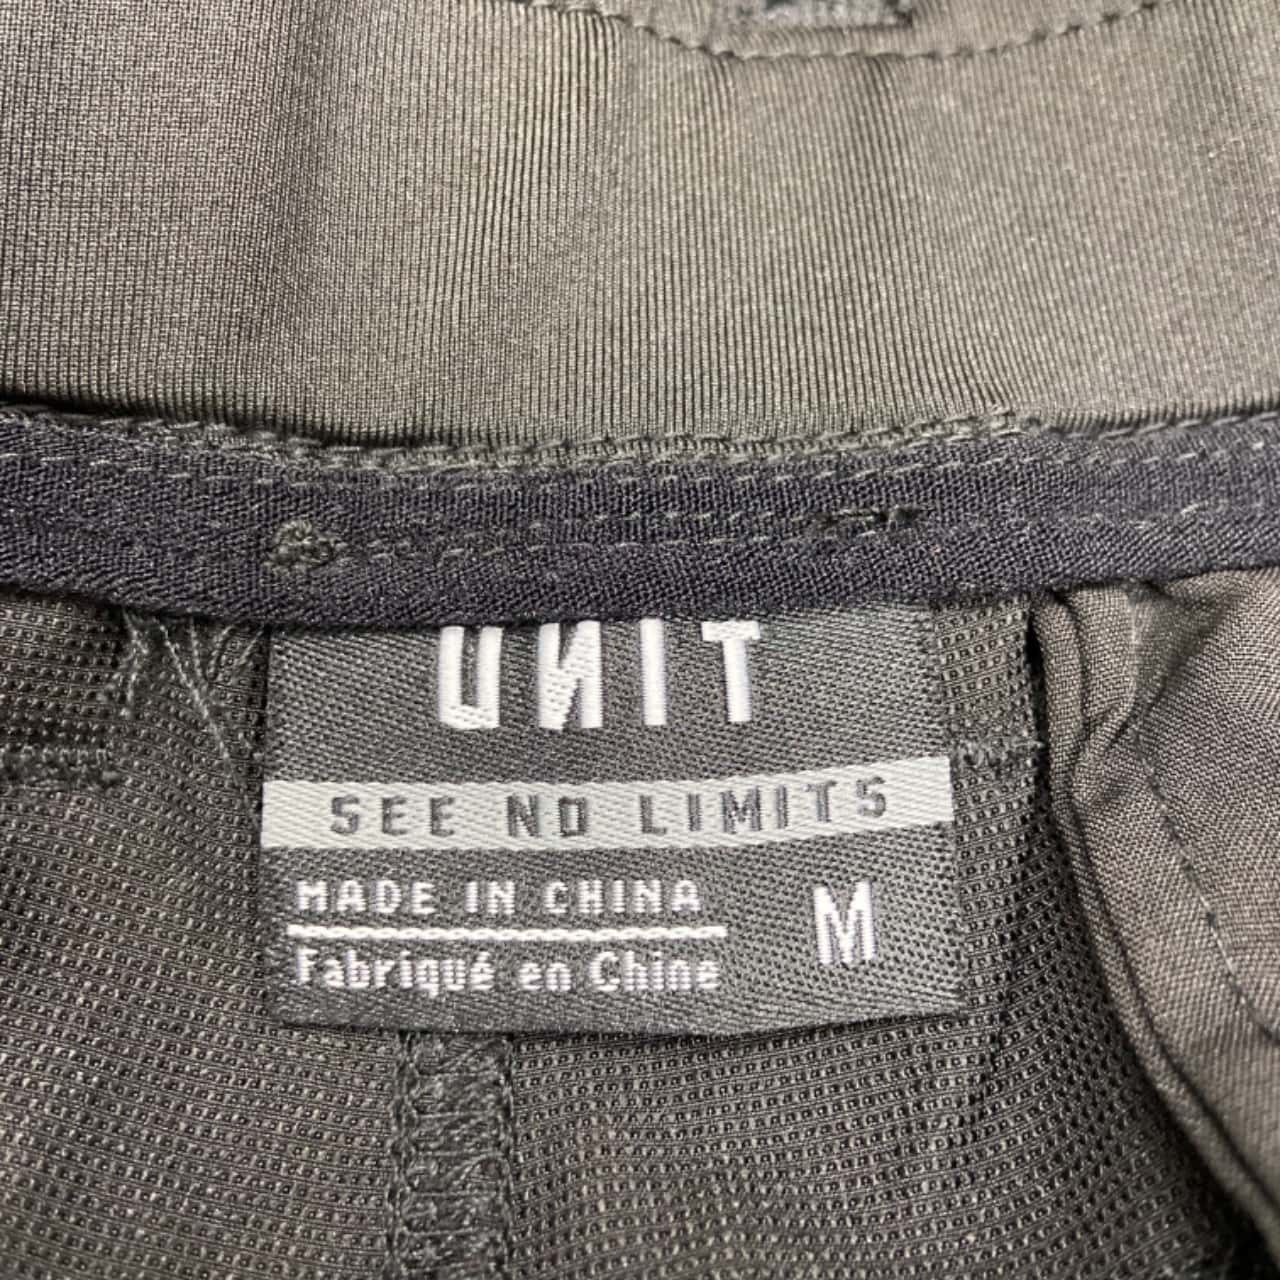 UNIT
SEE NO LIMITS
MADE IN CHINA
Fabriqué en Chine
M